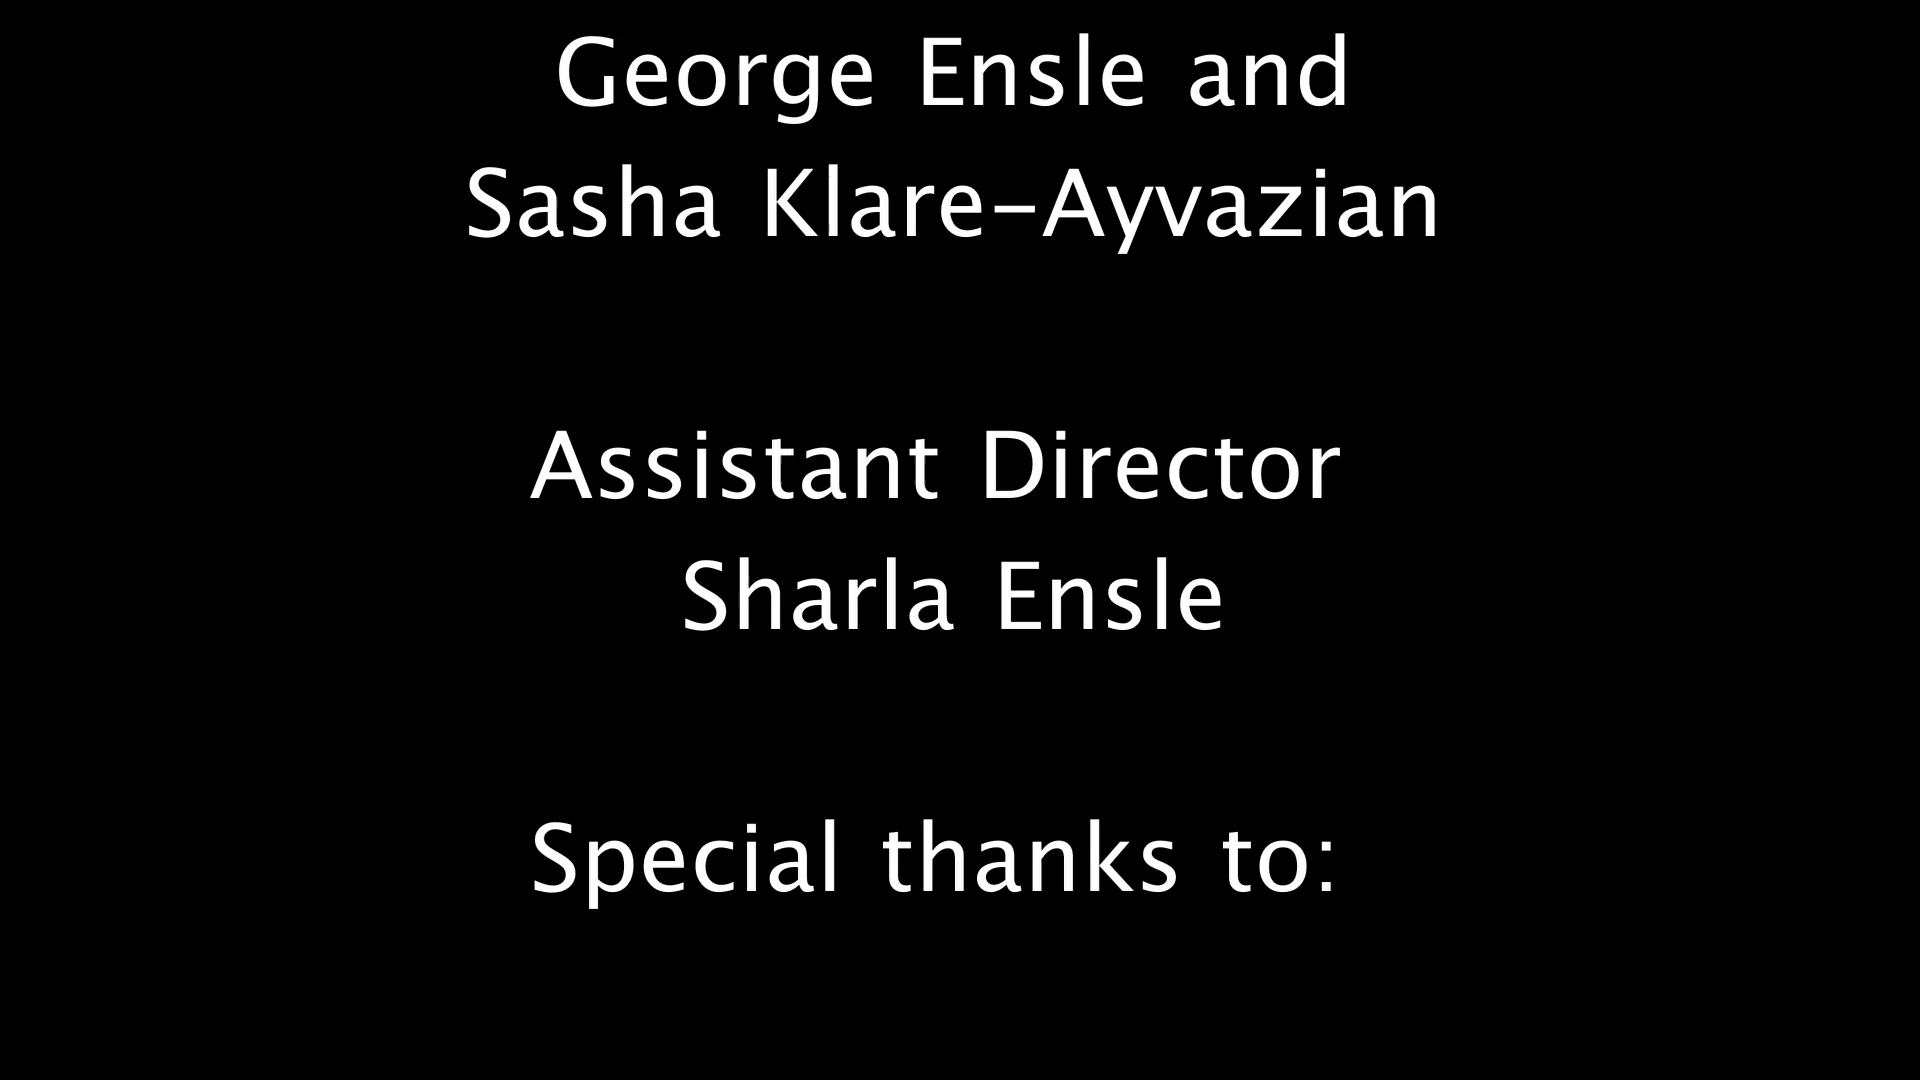 George Ensle and
Sasha Klare-Ayvazian
Assistant Director
Sharla Ensle
Special thanks to: